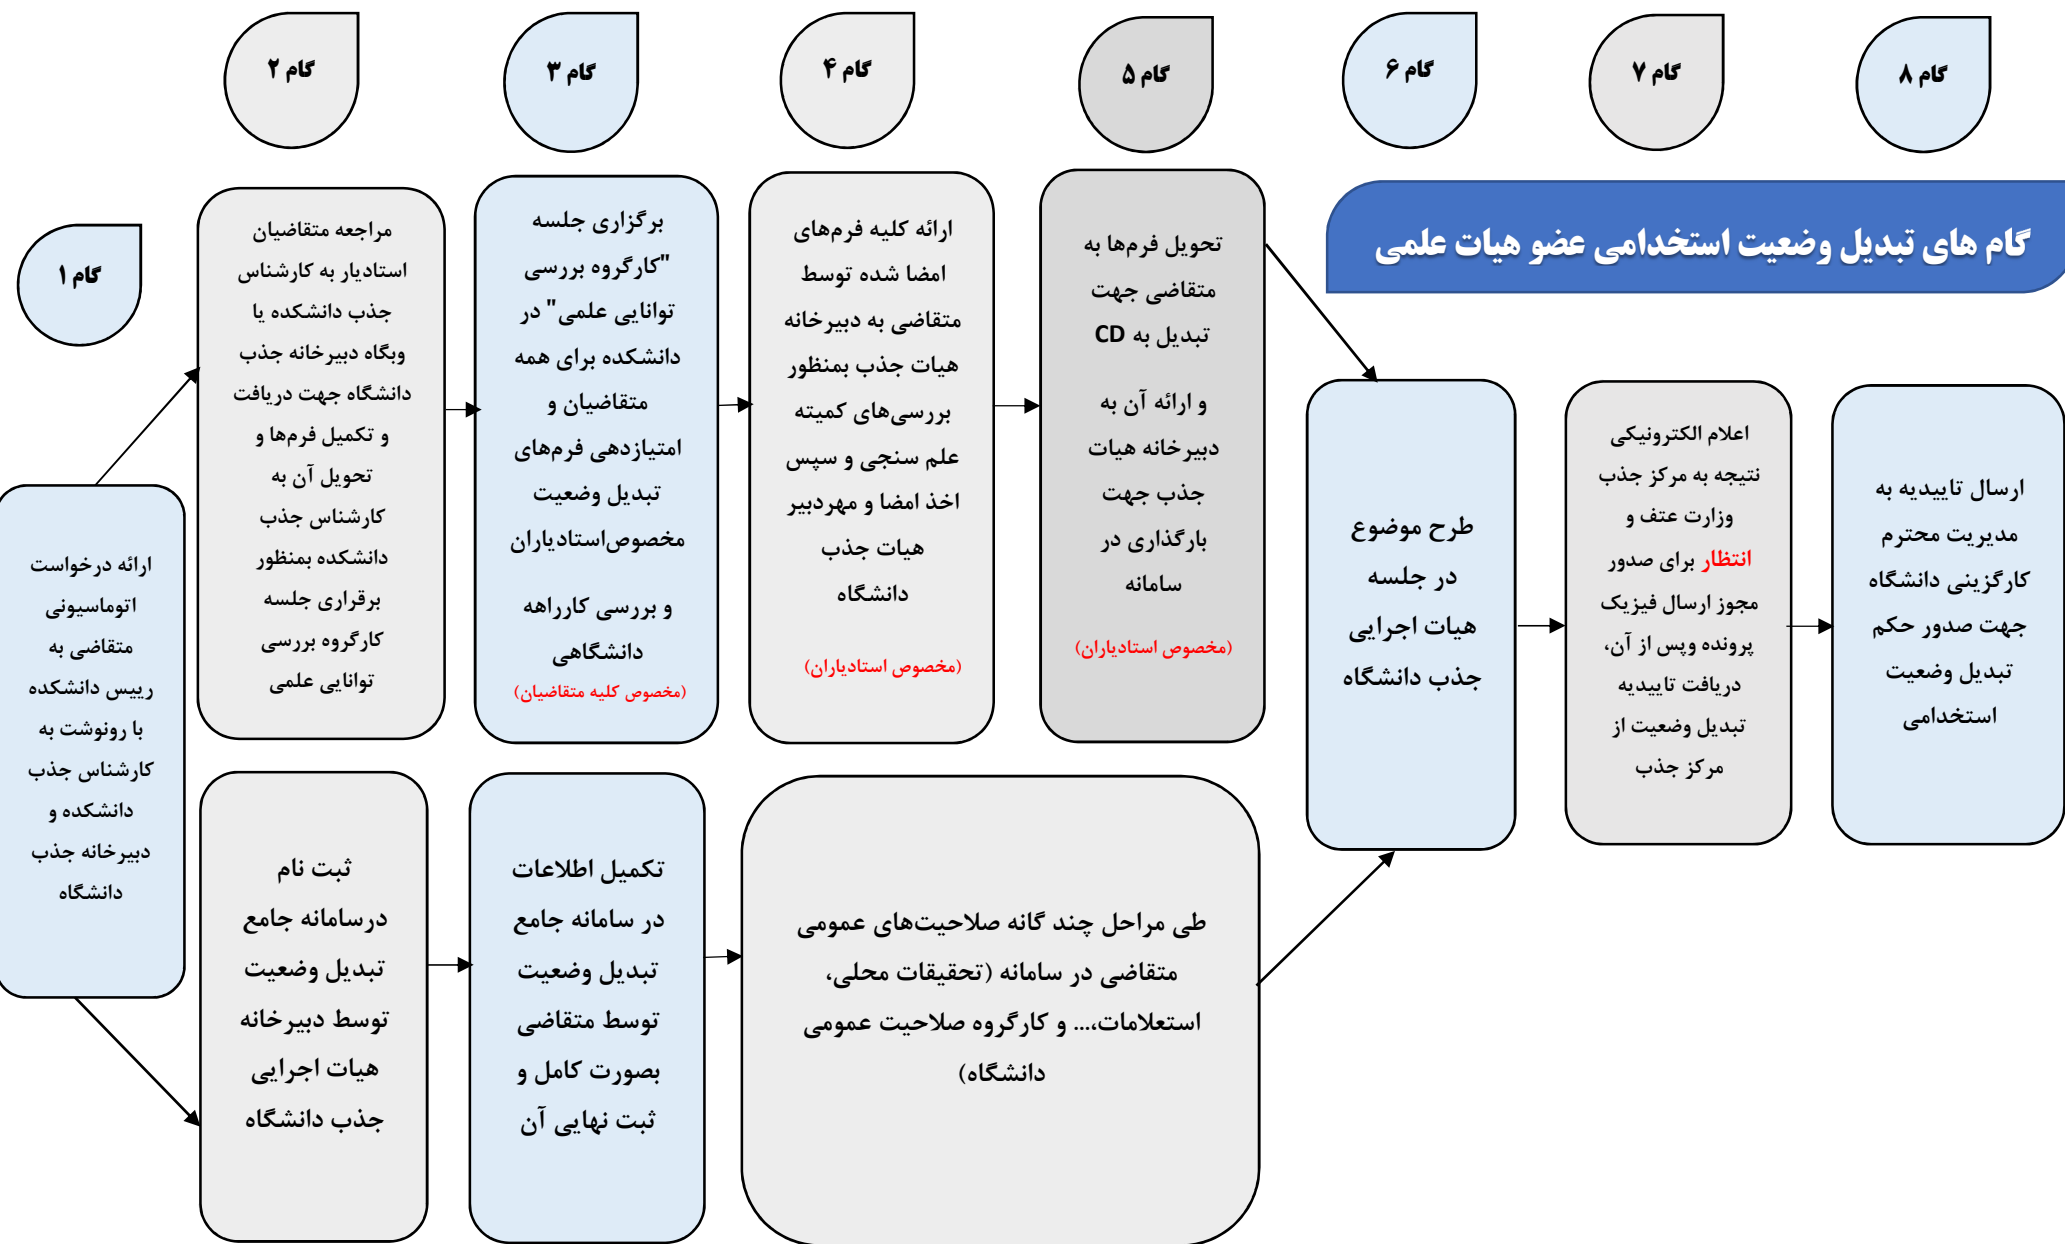 گام ۱
گام ۲
گام ۳
گام ۴
گام ۵
گام ۶
گام ۷
گام ۸
گام های تبدیل وضعیت استخدامی عضو هیات علمی
ارائه درخواست
اتوماسیونی
متقاضی به
رییس دانشکده
با رونوشت به
کارشناس جذب
دانشکده و
دبیرخانه جذب
دانشگاه
مراجعه متقاضیان
استادیار به کارشناس
جذب دانشکده یا
وبگاه دبیرخانه جذب
دانشگاه جهت دریافت
و تکمیل فرم‌ها و
تحویل آن به
کارشناس جذب
دانشکده بمنظور
برقراری جلسه
کارگروه بررسی
توانایی علمی
برگزاری جلسه
"کارگروه بررسی
توانایی علمی" در
دانشکده برای همه
متقاضیان و
امتیازدهی فرم‌های
تبدیل وضعیت
مخصوص‌استادیاران
و بررسی کارراهه
دانشگاهی
(مخصوص کلیه متقاضیان)
ارائه کلیه فرم‌های
امضا شده توسط
متقاضی به دبیرخانه
هیات جذب بمنظور
بررسی‌های کمیته
علم سنجی و سپس
اخذ امضا و مهردبیر
هیات جذب
دانشگاه
(مخصوص استادیاران)
تحویل فرم‌ها به
متقاضی جهت
تبدیل به CD
و ارائه آن به
دبیرخانه هیات
جذب جهت
بارگذاری در
سامانه
(مخصوص استادیاران)
طرح موضوع
در جلسه
هیات اجرایی
جذب دانشگاه
اعلام الکترونیکی
نتیجه به مرکز جذب
وزارت عتف و
انتظار برای صدور
مجوز ارسال فیزیک
پرونده وپس از آن،
دریافت تاییدیه
تبدیل وضعیت از
مرکز جذب
ارسال تاییدیه به
مدیریت محترم
کارگزینی دانشگاه
جهت صدور حکم
تبدیل وضعیت
استخدامی
ثبت نام
درسامانه جامع
تبدیل وضعیت
توسط دبیرخانه
هیات اجرایی
جذب دانشگاه
تکمیل اطلاعات
در سامانه جامع
تبدیل وضعیت
توسط متقاضی
بصورت کامل و
ثبت نهایی آن
طی مراحل چند گانه صلاحیت‌های عمومی
متقاضی در سامانه (تحقیقات محلی،
استعلامات،... و کارگروه صلاحیت عمومی
دانشگاه)